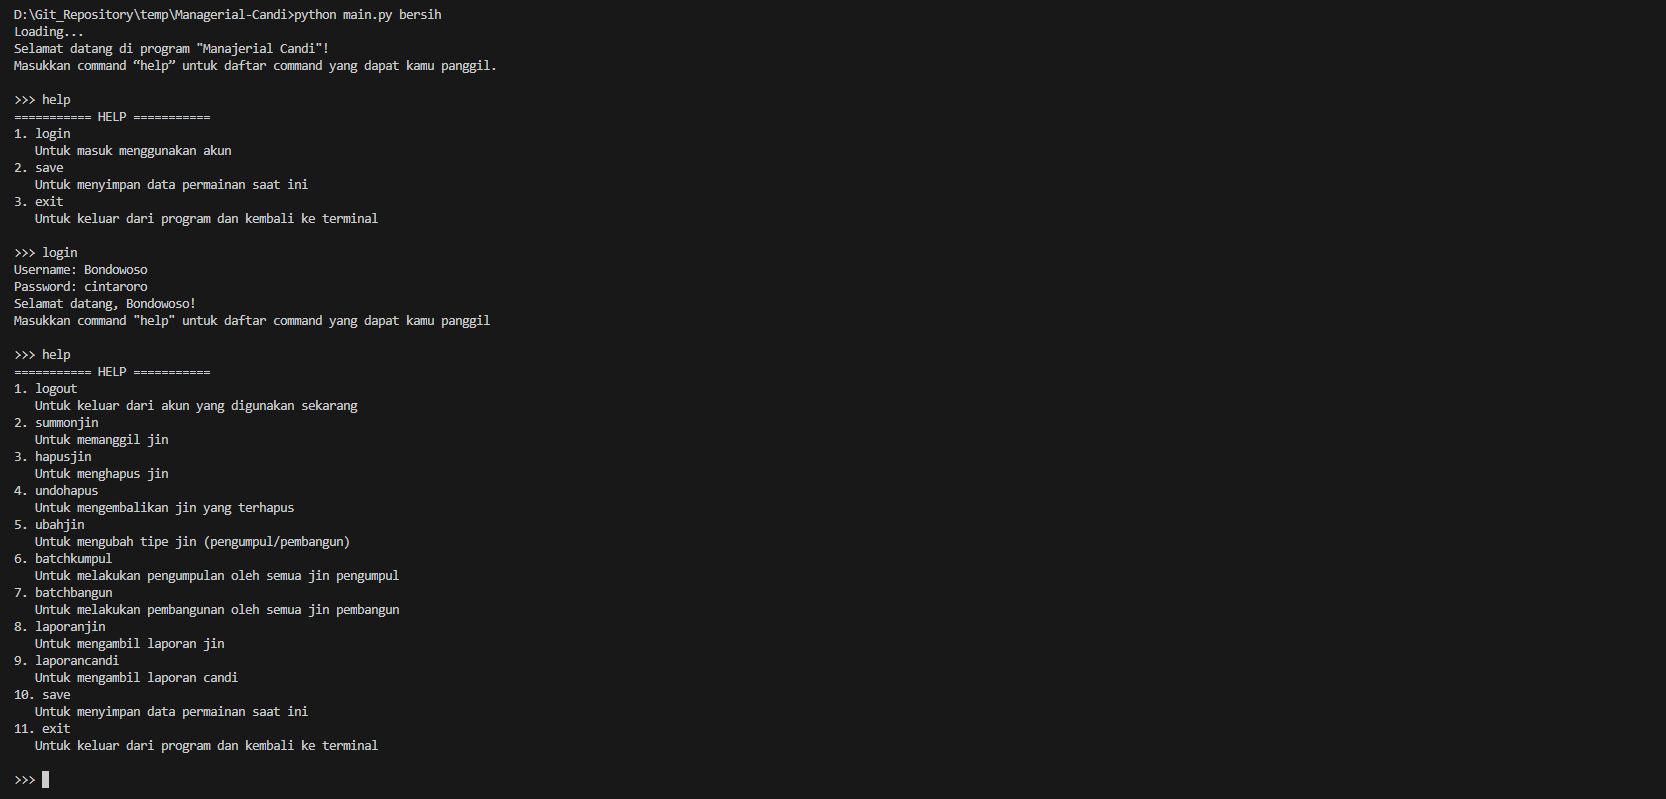 D:\Git_Repository\temp\Managerial-Candi>python main.py bersih
Loading...
Selamat datang di program "Manajerial Candi"!
Masukkan command “help” untuk daftar command yang dapat kamu panggil.
>>> help
=========== HELP ===========
1. login
   Untuk masuk menggunakan akun
2. save
   Untuk menyimpan data permainan saat ini
3. exit
   Untuk keluar dari program dan kembali ke terminal
>>> login
Username: Bondowoso
Password: cintaroro
Selamat datang, Bondowoso!
Masukkan command "help" untuk daftar command yang dapat kamu panggil
>>> help
=========== HELP ===========
1. logout
   Untuk keluar dari akun yang digunakan sekarang
2. summonjin
   Untuk memanggil jin
3. hapusjin
   Untuk menghapus jin
4. undohapus
   Untuk mengembalikan jin yang terhapus
5. ubahjin
   Untuk mengubah tipe jin (pengumpul/pembangun)
6. batchkumpul
   Untuk melakukan pengumpulan oleh semua jin pengumpul
7. batchbangun
   Untuk melakukan pembangunan oleh semua jin pembangun
8. laporanjin
   Untuk mengambil laporan jin
9. laporancandi
   Untuk mengambil laporan candi
10. save
   Untuk menyimpan data permainan saat ini
11. exit
   Untuk keluar dari program dan kembali ke terminal
>>>